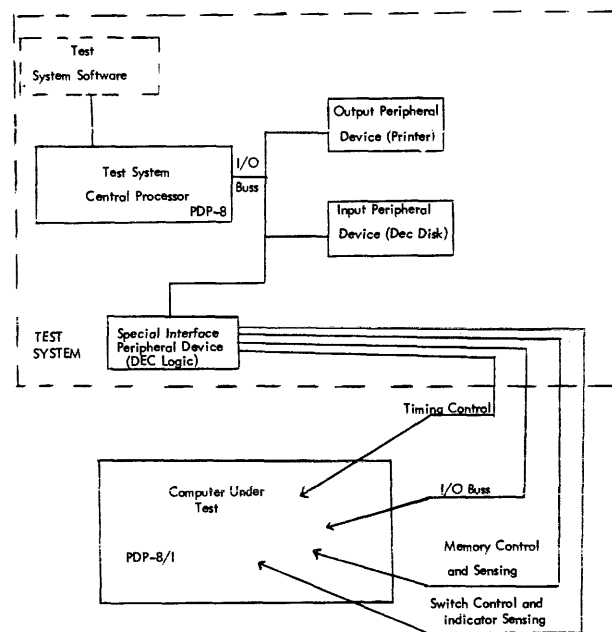 Test
System Software
Output Peripheral
Device (Printer)
I/O
Buss
Test System
Central Processor
PDP-8
Input Peripheral
Device (Dec Disk)
TEST
SYSTEM
Special Interface
Peripheral Device
(DEC Logic)
Timing Control
Computer Under
Test
I/O Buss
PDP-8/I
Memory Control
and Sensing
Switch Control and
indicator Sensing